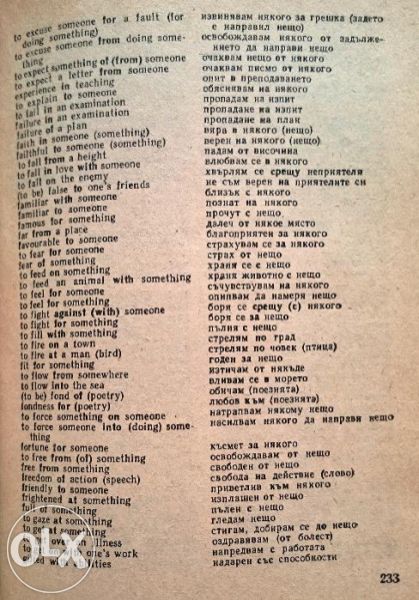 to excuse someone for a fault (for doing something) извинявам някого за грешка (задето е направил нещо)
to excuse someone from doing something освобождавам някого от задължението да направи нещо
to expect something of (from) someone очаквам нещо от някого
to expect a letter from someone очаквам писмо от някого
experience in teaching опит в преподаването
to explain to someone обяснявам на някого
to fail in an examination пропадам на изпит
failure in an examination пропадане на изпит
failure of a plan пропадане на план
faith in someone (something) вяра в някого (нещо)
faithful to someone (something) верен на някого (нещо)
to fall from a height падам от височина
to fall in love with someone влюбвам се в някого
to fall on the enemy хвърлям се срещу неприятеля
(to be) false to one's friends не съм верен на приятелите си
familiar with someone близък с някого
familiar to someone познат на някого
famous for something прочут с нещо
far from a place далеч от някое място
favourable to someone благоприятен за някого
to fear for someone страхувам се за някого
fear of something страх от нещо
to feed on something храня се с нещо
to feed an animal with something храня животно с нещо
to feel for someone съчувствувам на някого
to feel for something опипвам да намеря нещо
to fight against (with) someone боря се срещу (с) някого
to fight for something боря се за нещо
to fill with something пълня с нещо
to fire on a town стрелям по град
to fire at a man (bird) стрелям по човек (птица)
fit for something годен за нещо
to flow from somewhere изтичам от някъде
to flow into the sea вливам се в морето
(to be) fond of (poetry) обичам (поезията)
fondness for (poetry) любов към (поезията)
to force something on someone натрапвам някому нещо
to force someone into (doing) something насилвам някого да направи нещо
fortune for someone късмет за някого
to free from (of) something освобождавам от нещо
free from something свободен от нещо
freedom of action (speech) свобода на действие (слово)
friendly to someone приветлив към някого
frightened at something изплашен от нещо
full of something пълен с нещо
to gaze at something гледам нещо
to get something стигам, добирам се до нещо
illness оздравявам (от болест)
one's work напредвам с работата
надарен със способности
233
OLX